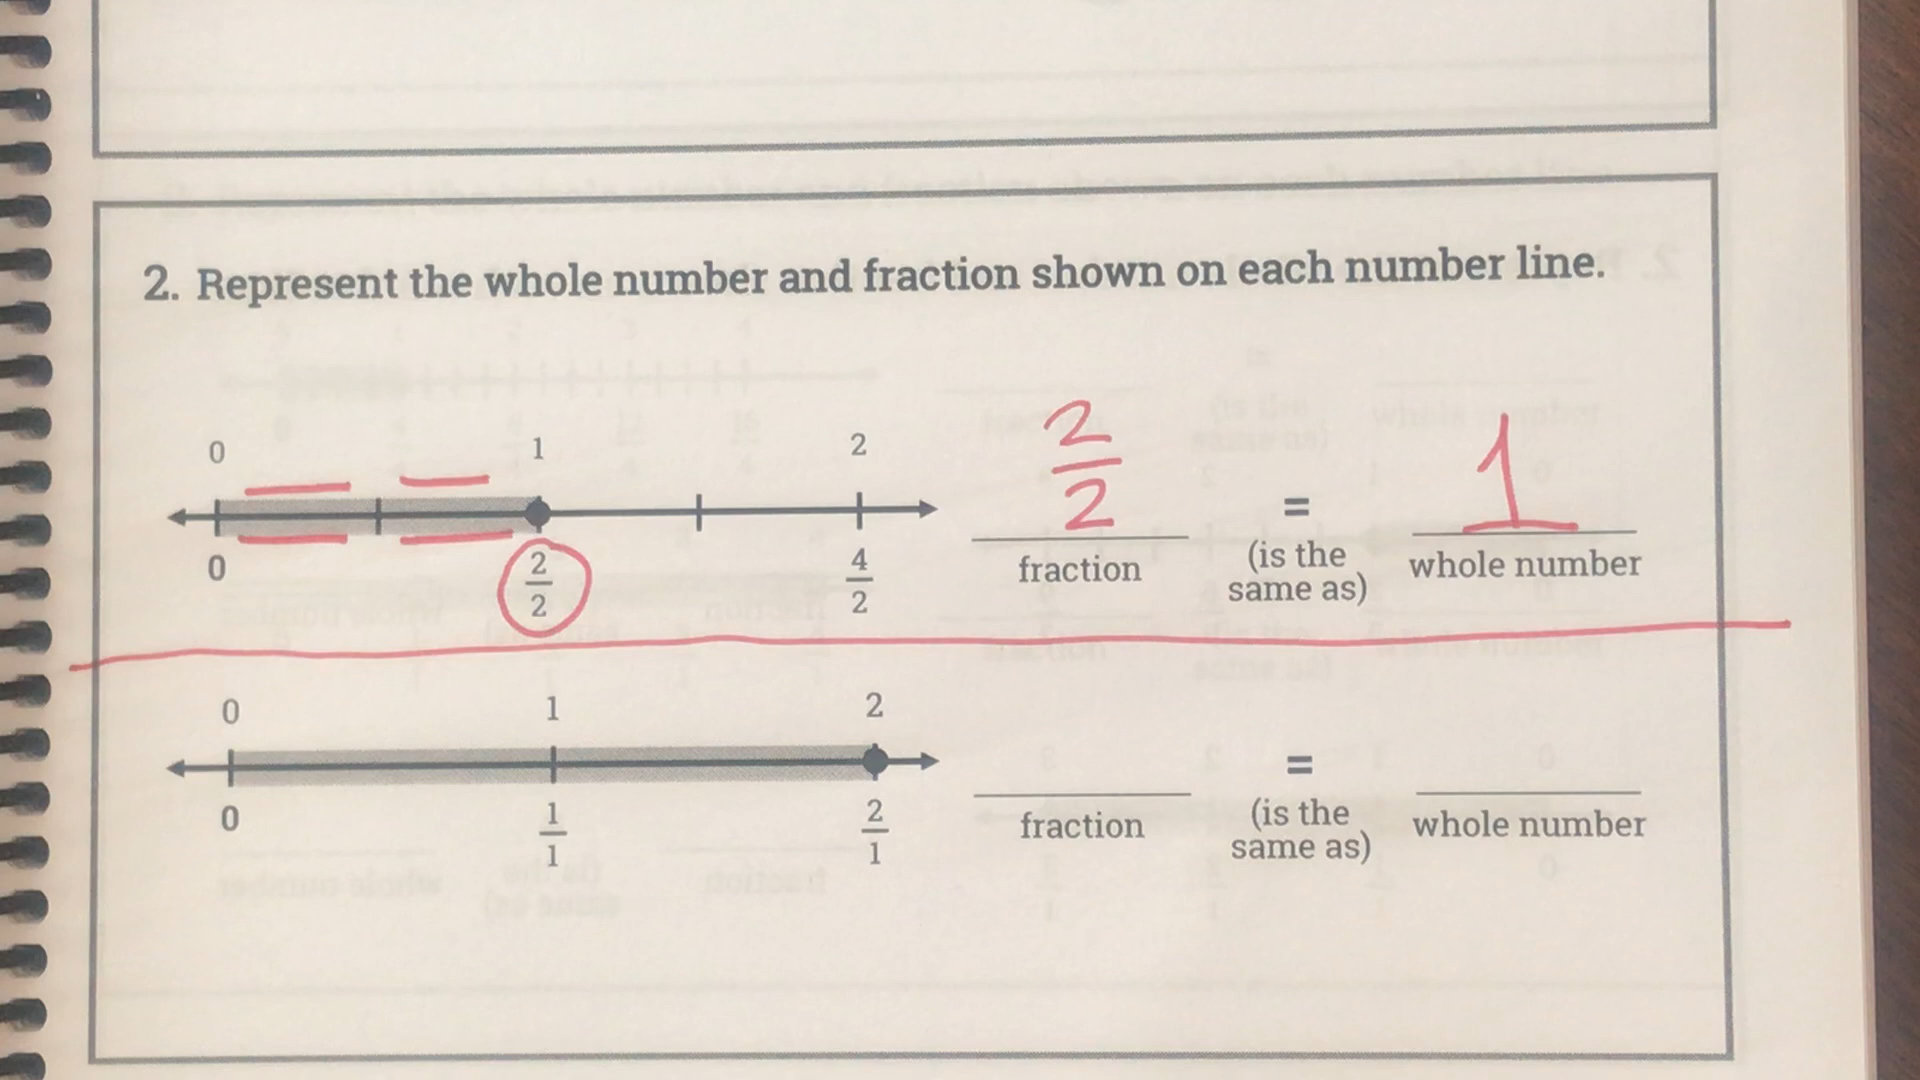 2. Represent the whole number and fraction shown on each number line.
0 1 2
0 2/2 4/2
2/2 = 1
fraction (is the same as) whole number
0 1 2
0 1/1 2/1
=
fraction (is the same as) whole number